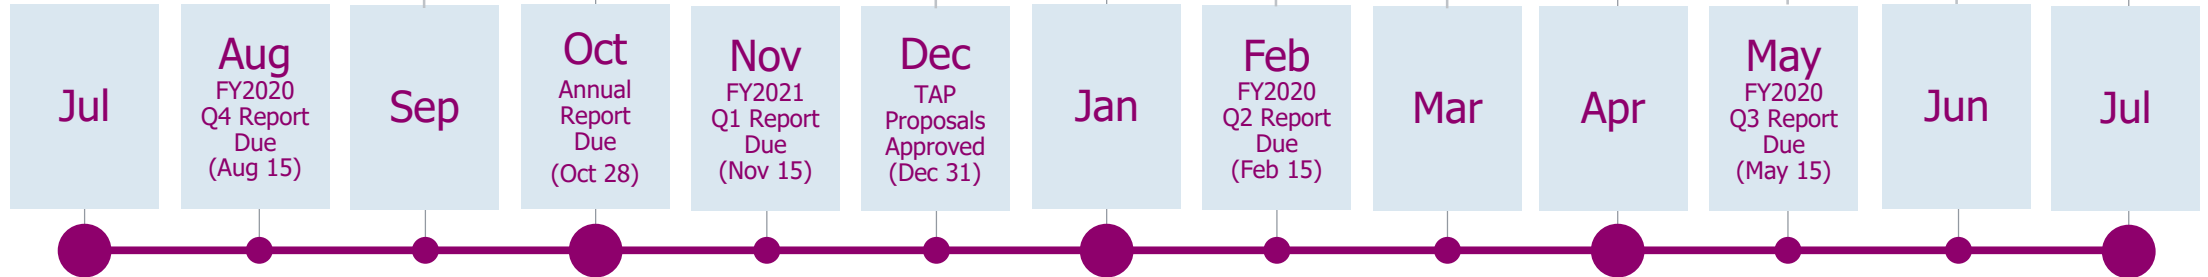 Jul
Aug
FY2020
Q4 Report
Due
(Aug 15)
Sep
Oct
Annual
Report
Due
(Oct 28)
Nov
FY2021
Q1 Report
Due
(Nov 15)
Dec
TAP
Proposals
Approved
(Dec 31)
Jan
Feb
FY2020
Q2 Report
Due
(Feb 15)
Mar
Apr
May
FY2020
Q3 Report
Due
(May 15)
Jun
Jul